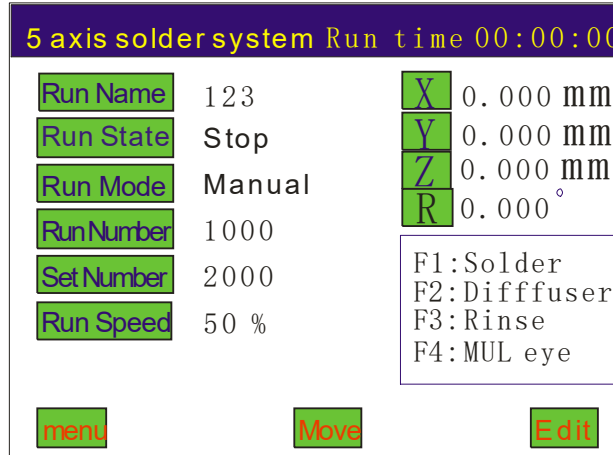 5 axis solder system Run time 00:00:00
Run Name 123
Run State Stop
Run Mode Manual
Run Number 1000
Set Number 2000
Run Speed 50 %
X 0.000 mm
Y 0.000 mm
Z 0.000 mm
R 0.000°
F1:Solder
F2:Difffuser
F3:Rinse
F4:MUL eye
menu Move Edit